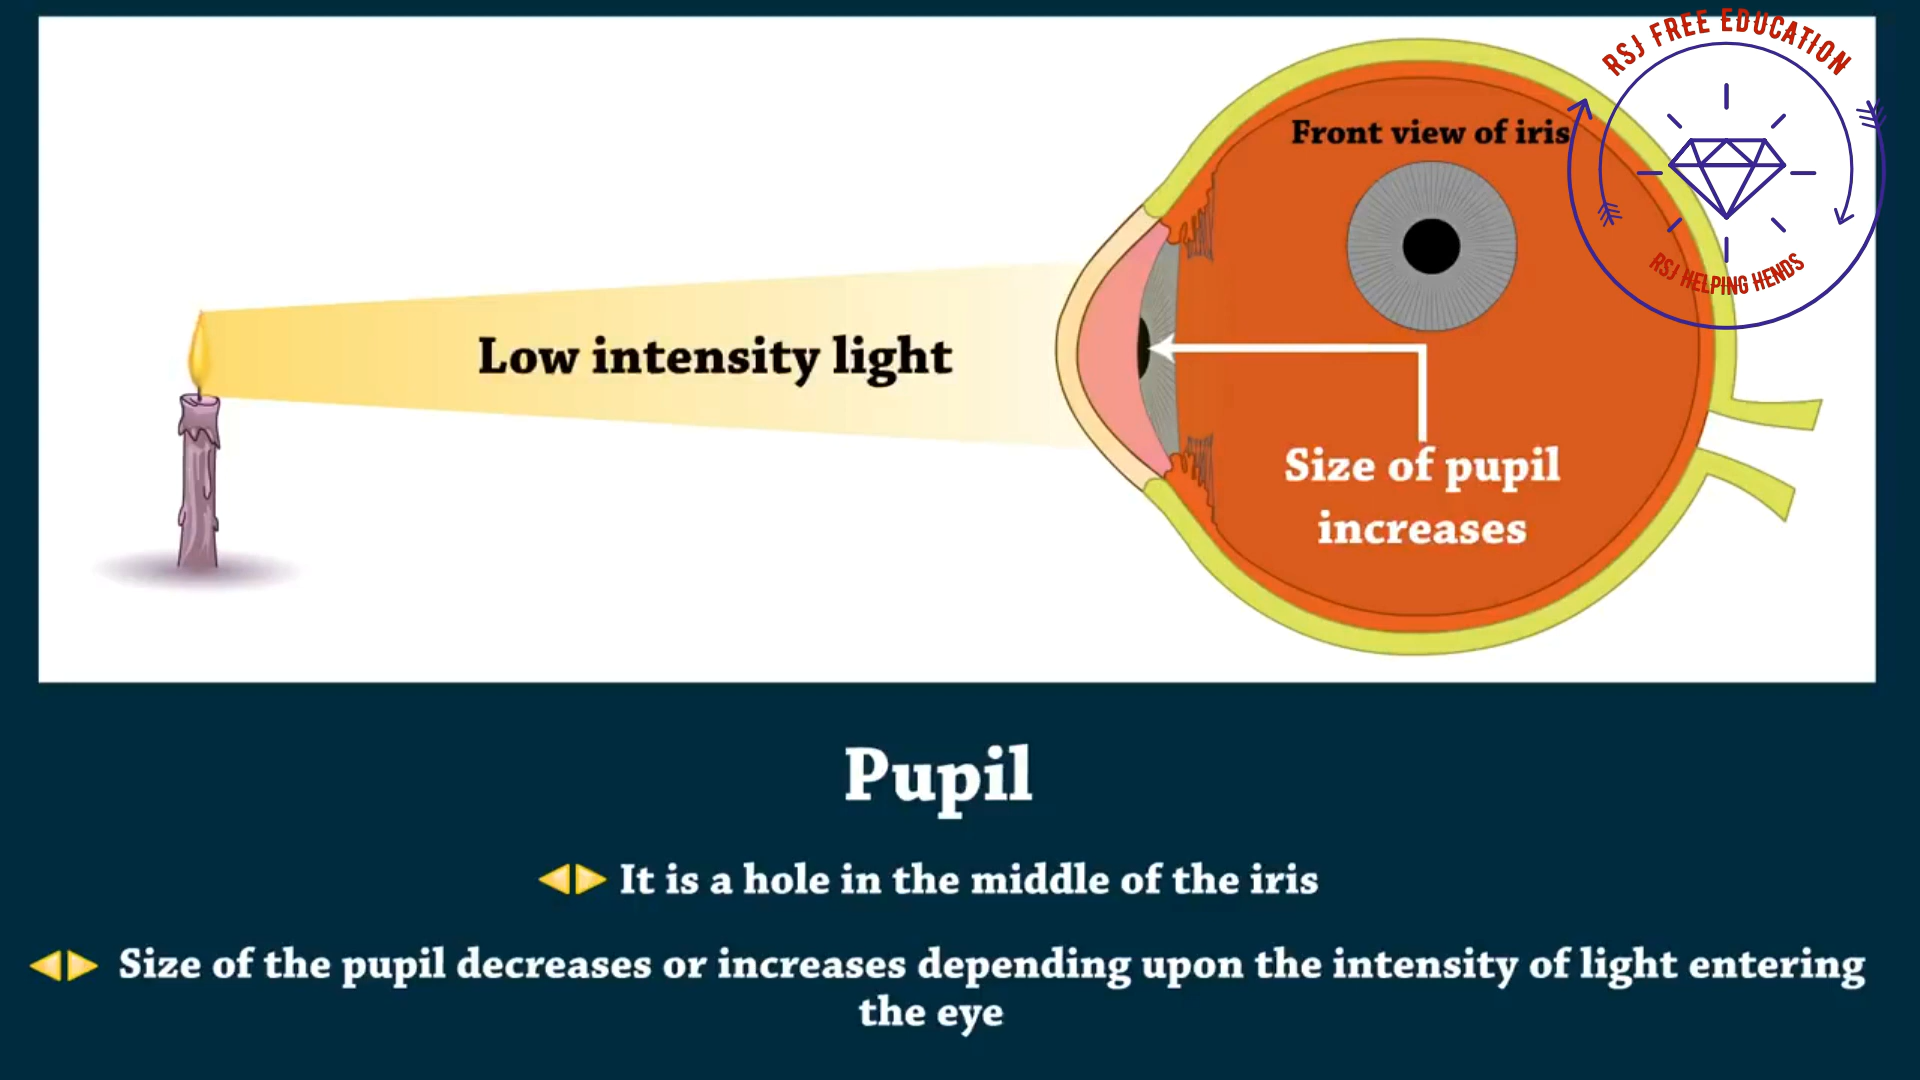 RSJ FREE EDUCATION
Front view of iris
RSJ HELPING HENDS
Low intensity light
Size of pupil
increases
Pupil
It is a hole in the middle of the iris
Size of the pupil decreases or increases depending upon the intensity of light entering
the eye